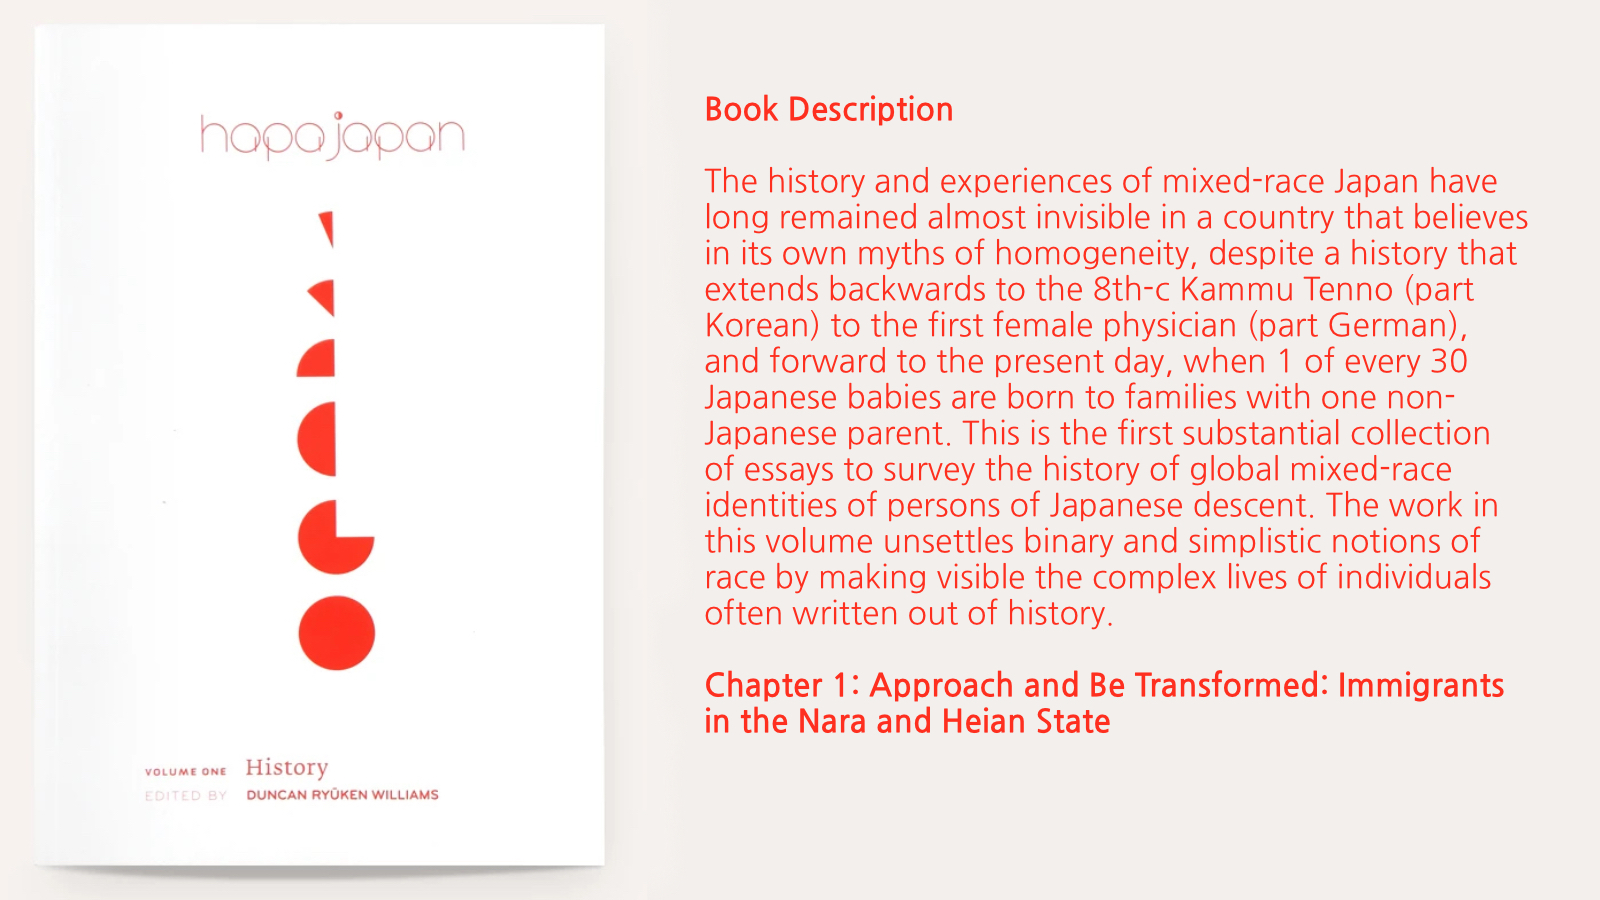 hapa japan
VOLUME ONE History
EDITED BY DUNCAN RYŪKEN WILLIAMS
Book Description
The history and experiences of mixed-race Japan have
long remained almost invisible in a country that believes
in its own myths of homogeneity, despite a history that
extends backwards to the 8th-c Kammu Tenno (part
Korean) to the first female physician (part German),
and forward to the present day, when 1 of every 30
Japanese babies are born to families with one non-
Japanese parent. This is the first substantial collection
of essays to survey the history of global mixed-race
identities of persons of Japanese descent. The work in
this volume unsettles binary and simplistic notions of
race by making visible the complex lives of individuals
often written out of history.
Chapter 1: Approach and Be Transformed: Immigrants
in the Nara and Heian State